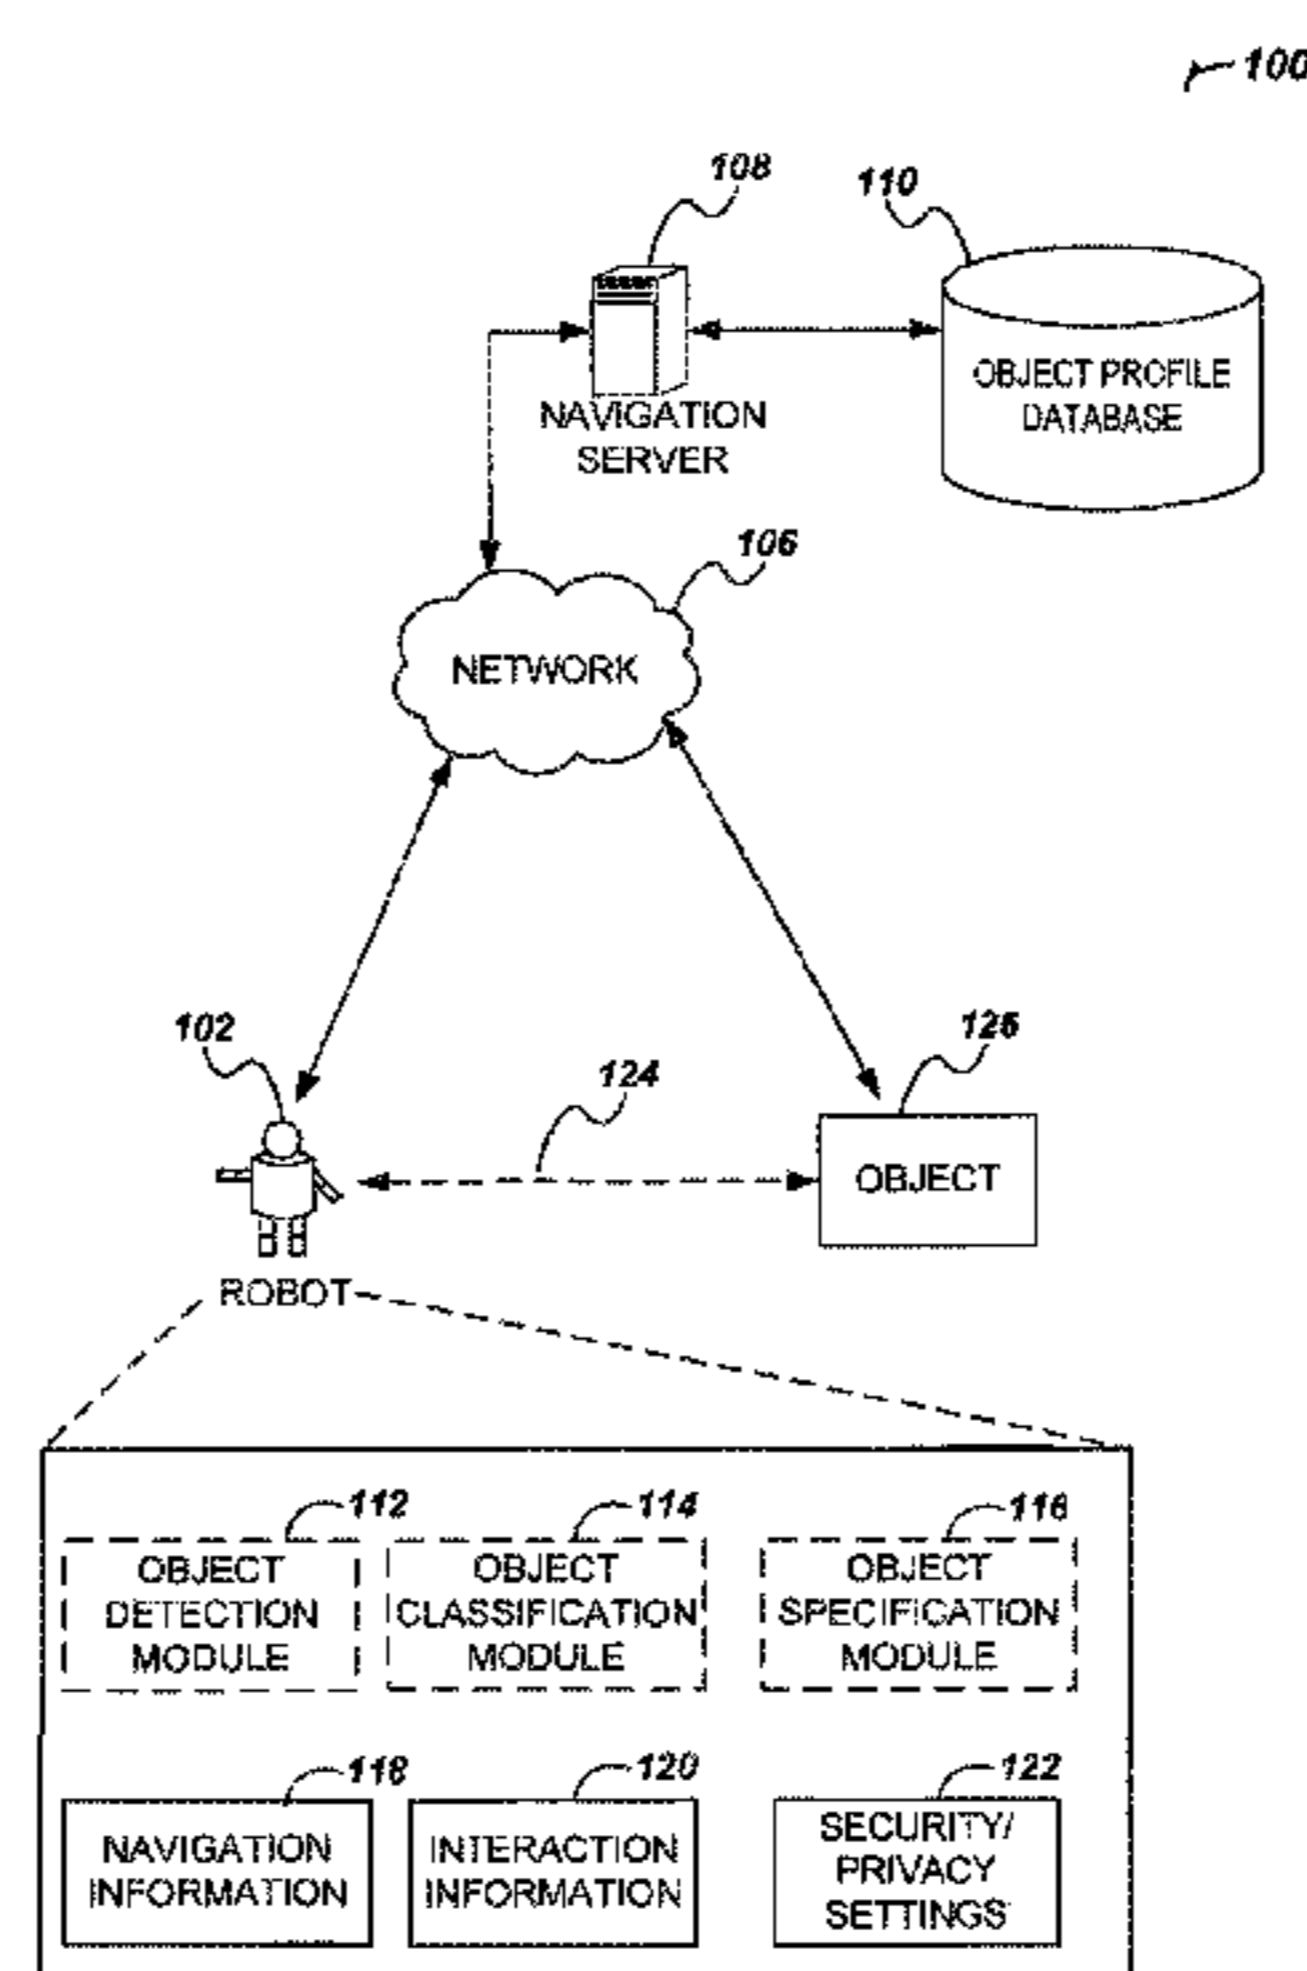 100
108
110
OBJECT PROFILE
DATABASE
NAVIGATION
SERVER
106
NETWORK
102
124
126
OBJECT
ROBOT
112
114
116
OBJECT
DETECTION
MODULE
OBJECT
CLASSIFICATION
MODULE
OBJECT
SPECIFICATION
MODULE
118
120
122
NAVIGATION
INFORMATION
INTERACTION
INFORMATION
SECURITY/
PRIVACY
SETTINGS